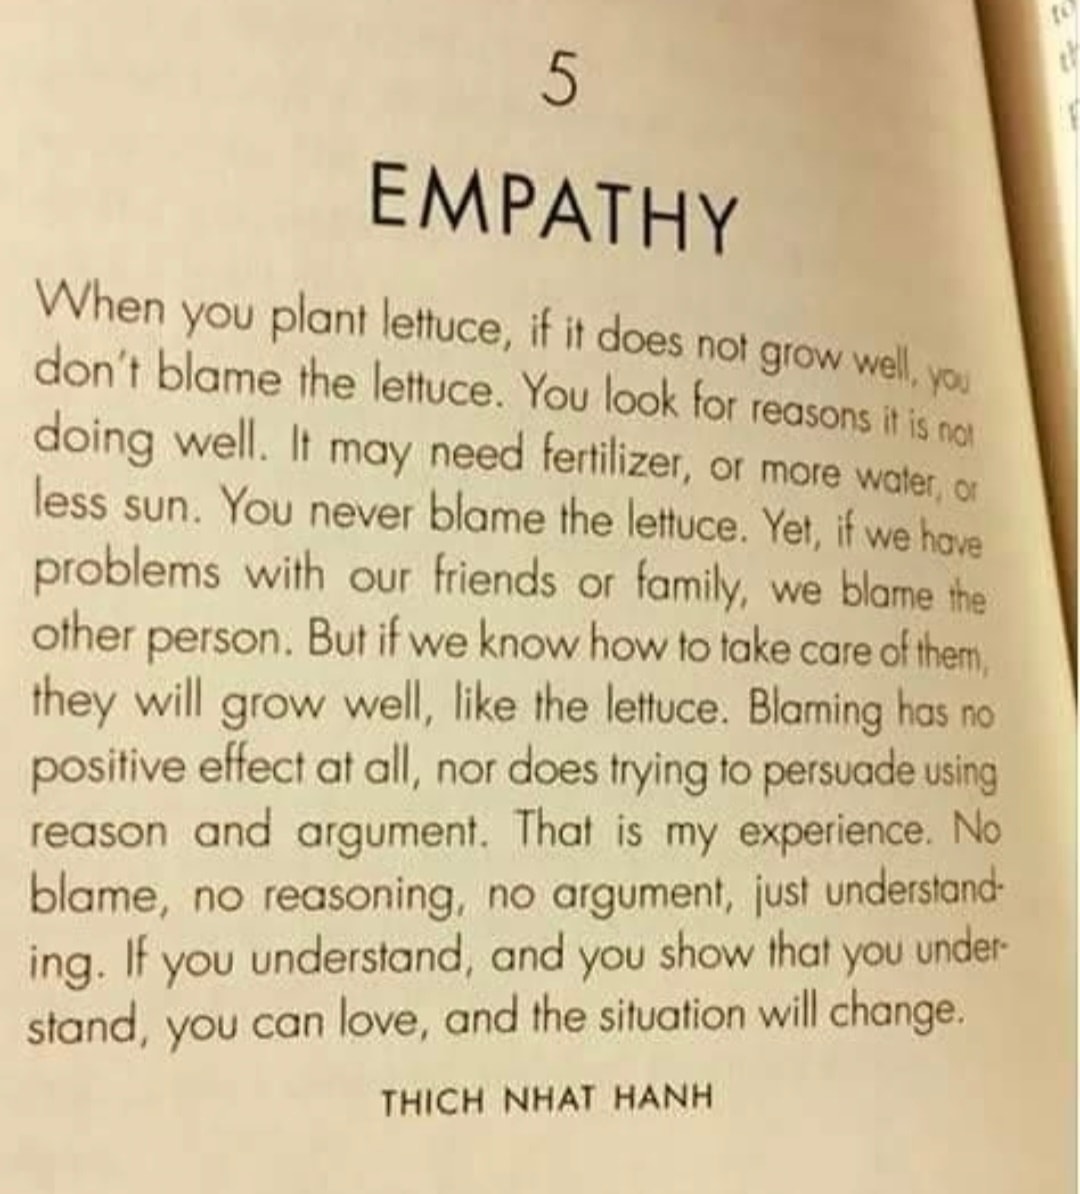 5
EMPATHY
When you plant lettuce, if it does not grow well, you
don't blame the lettuce. You look for reasons it is not
doing well. It may need fertilizer, or more water, or
less sun. You never blame the lettuce. Yet, if we have
problems with our friends or family, we blame the
other person. But if we know how to take care of them,
they will grow well, like the lettuce. Blaming has no
positive effect at all, nor does trying to persuade using
reason and argument. That is my experience. No
blame, no reasoning, no argument, just understand-
ing. If you understand, and you show that you under-
stand, you can love, and the situation will change.
THICH NHAT HANH